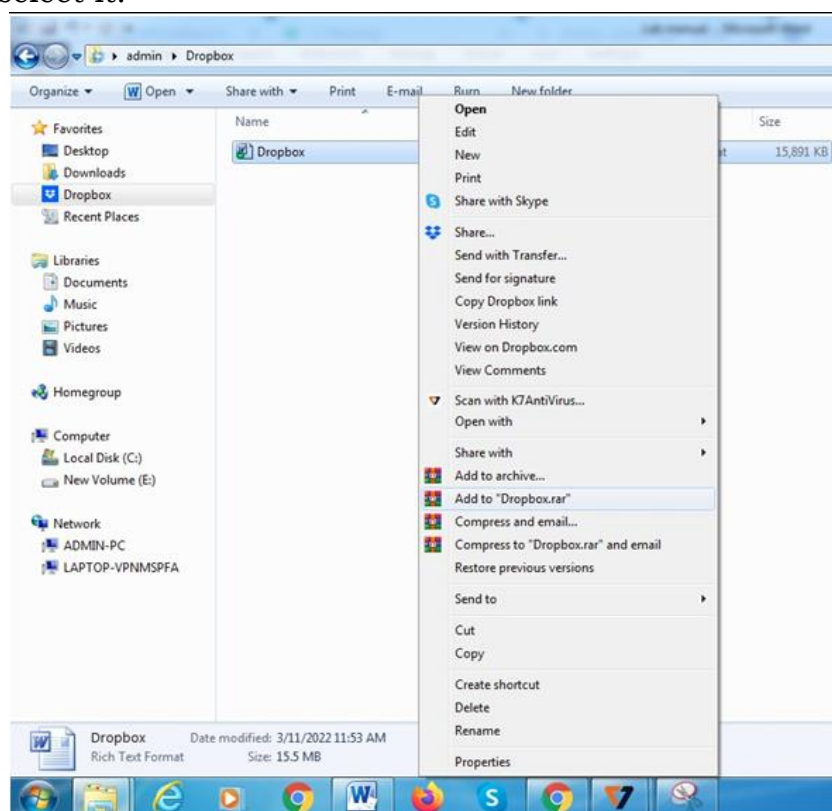 select it.
admin ▸ Dropbox
Organize Open Share with Print E-mail Burn New folder
Name Size
Favorites
Desktop
Downloads
Dropbox
Recent Places
Libraries
Documents
Music
Pictures
Videos
Homegroup
Computer
Local Disk (C:)
New Volume (E:)
Network
ADMIN-PC
LAPTOP-VPNMSPFA
Dropbox 15,891 KB
Open
Edit
New
Print
Share with Skype
Share...
Send with Transfer...
Send for signature
Copy Dropbox link
Version History
View on Dropbox.com
View Comments
Scan with K7AntiVirus...
Open with
Share with
Add to archive...
Add to "Dropbox.rar"
Compress and email...
Compress to "Dropbox.rar" and email
Restore previous versions
Send to
Cut
Copy
Create shortcut
Delete
Rename
Properties
Dropbox Date modified: 3/11/2022 11:53 AM
Rich Text Format Size: 15.5 MB